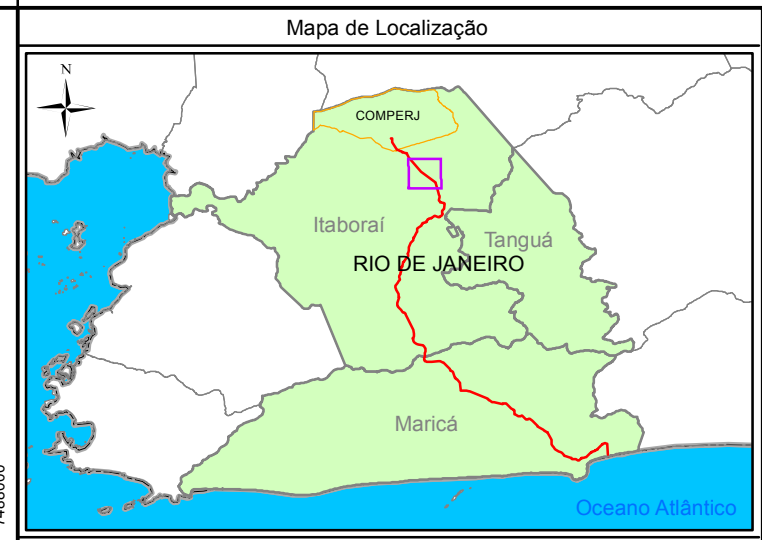 Mapa de Localização
N
COMPERJ
Itaboraí
Tanguá
RIO DE JANEIRO
Maricá
Oceano Atlântico